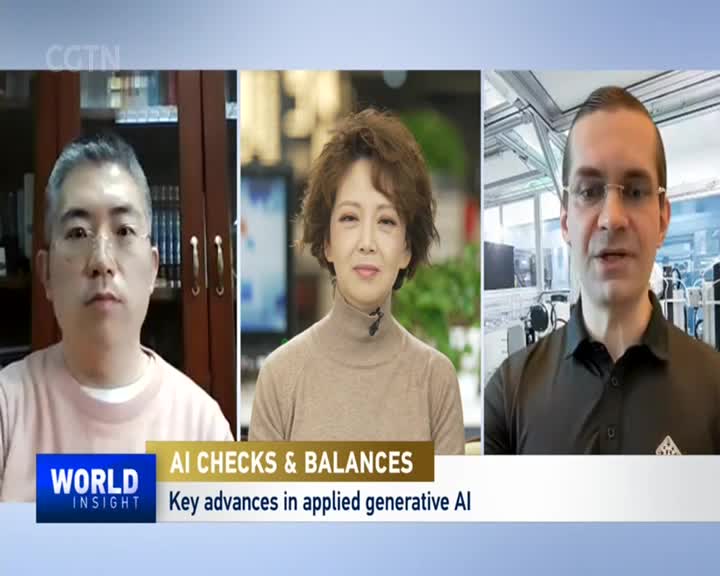 CGTN
AI CHECKS & BALANCES
WORLD
INSIGHT
Key advances in applied generative AI